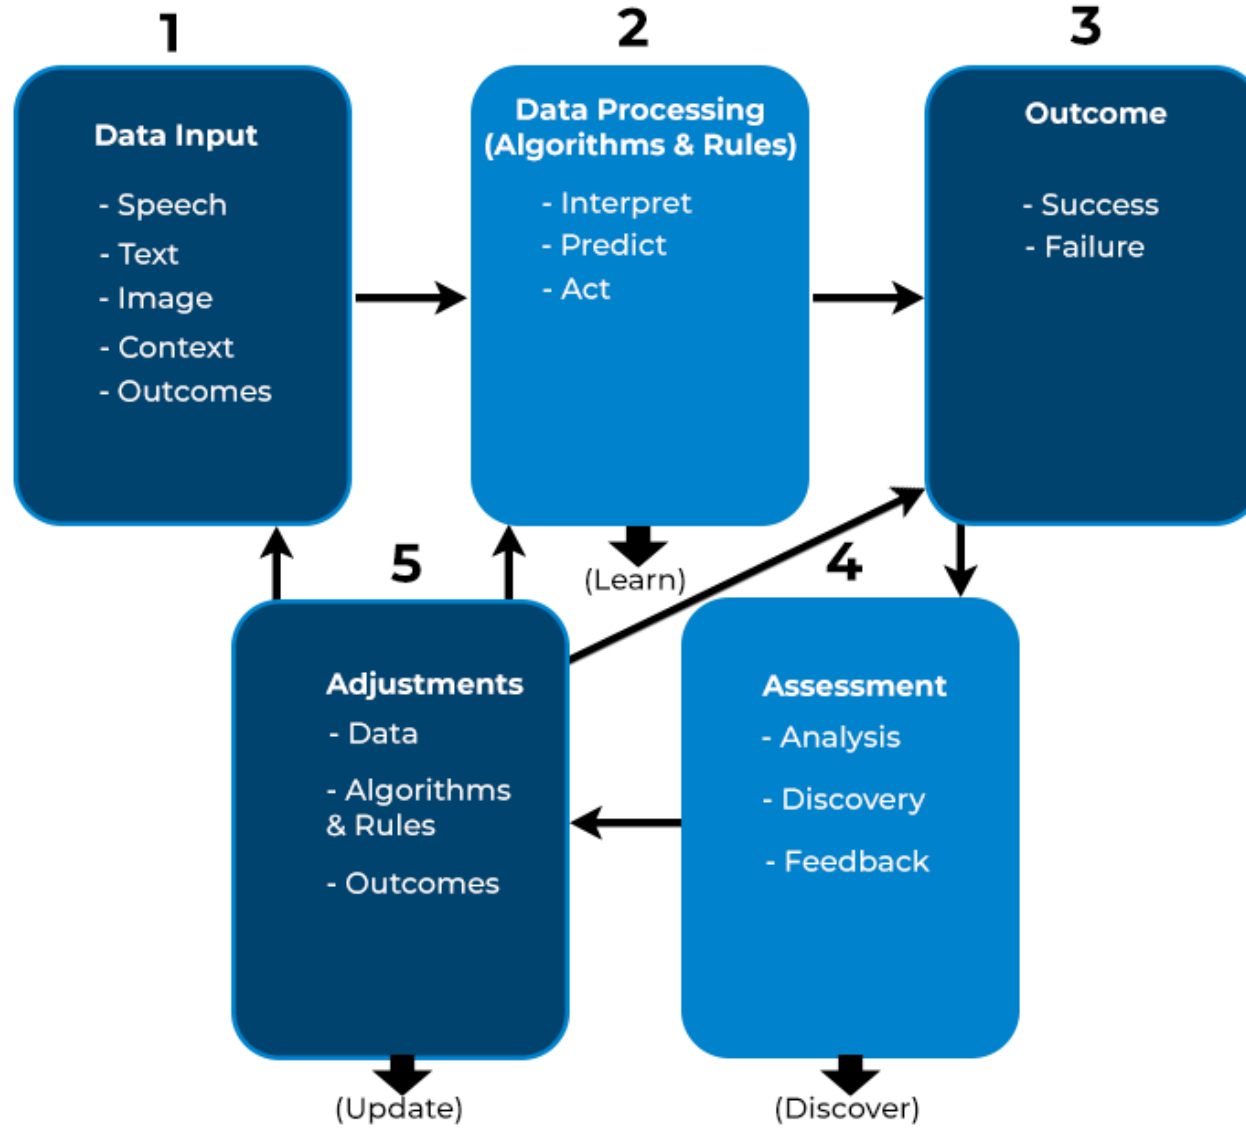 1
Data Input
- Speech
- Text
- Image
- Context
- Outcomes
2
Data Processing
(Algorithms & Rules)
- Interpret
- Predict
- Act
(Learn)
3
Outcome
- Success
- Failure
4
Assessment
- Analysis
- Discovery
- Feedback
(Discover)
5
Adjustments
- Data
- Algorithms
& Rules
- Outcomes
(Update)